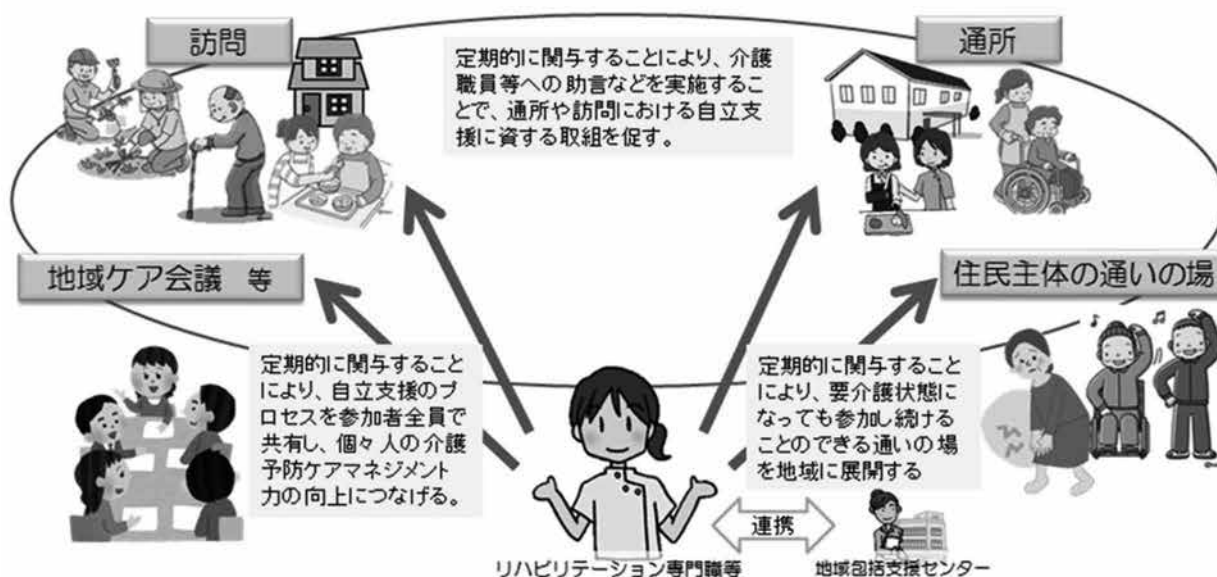 訪問
通所
定期的に関与することにより、介護
職員等への助言などを実施するこ
とで、通所や訪問における自立支
援に資する取組を促す。
地域ケア会議 等
住民主体の通いの場
定期的に関与すること
により、自立支援のプ
ロセスを参加者全員で
共有し、個々人の介護
予防ケアマネジメント
力の向上につなげる。
定期的に関与すること
により、要介護状態に
なっても参加し続ける
ことのできる通いの場
を地域に展開する
連携
リハビリテーション専門職等
地域包括支援センター